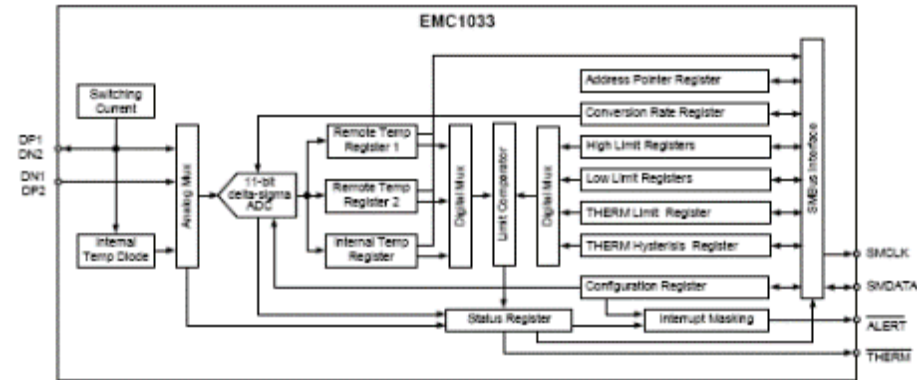 EMC1033
Switching
Current
DP1
DN2
DN1
DP2
Analog Mux
11-bit
delta-sigma
ADC
Internal
Temp Diode
Remote Temp
Register 1
Remote Temp
Register 2
Internal Temp
Register
Digital Mux
Limit Comparator
Digital Mux
Address Pointer Register
Conversion Rate Register
High Limit Registers
Low Limit Registers
THERM Limit Register
THERM Hysterisis Register
Configuration Register
Status Register
Interrupt Masking
SMBus Interface
SMCLK
SMDATA
ALERT
THERM